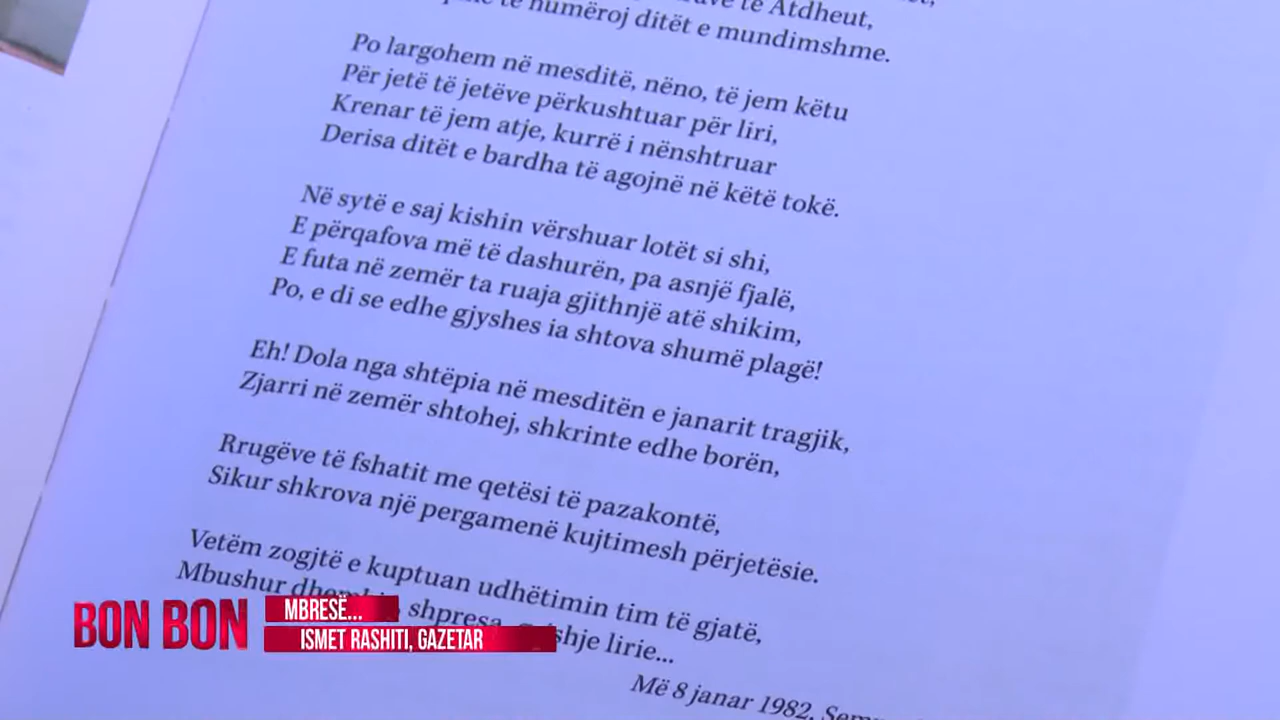 të Atdheut,
të numëroj ditët e mundimshme.
Po largohem në mesditë, nëno, të jem këtu
Për jetë të jetëve përkushtuar për liri,
Krenar të jem atje, kurrë i nënshtruar
Derisa ditët e bardha të agojnë në këtë tokë.
Në sytë e saj kishin vërshuar lotët si shi,
E përqafova më të dashurën, pa asnjë fjalë,
E futa në zemër ta ruaja gjithnjë atë shikim,
Po, e di se edhe gjyshes ia shtova shumë plagë!
Eh! Dola nga shtëpia në mesditën e janarit tragjik,
Zjarri në zemër shtohej, shkrinte edhe borën,
Rrugëve të fshatit me qetësi të pazakontë,
Sikur shkrova një pergamenë kujtimesh përjetësie.
Vetëm zogjtë e kuptuan udhëtimin tim të gjatë,
Mbushur shpresa, lirie...
Më 8 janar 1982,
BON BON
MBRESË...
ISMET RASHITI, GAZETAR